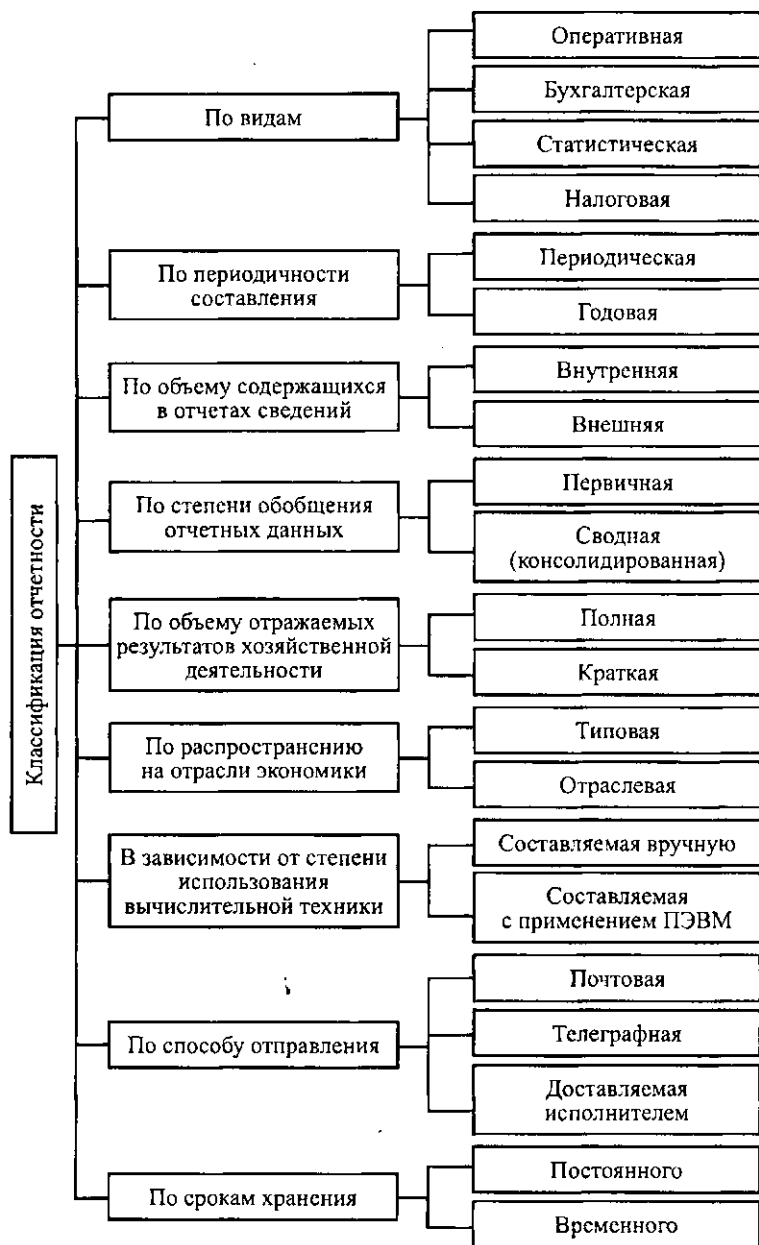 Классификация отчетности
По видам
Оперативная
Бухгалтерская
Статистическая
Налоговая
По периодичности
составления
Периодическая
Годовая
По объему содержащихся
в отчетах сведений
Внутренняя
Внешняя
По степени обобщения
отчетных данных
Первичная
Сводная
(консолидированная)
По объему отражаемых
результатов хозяйственной
деятельности
Полная
Краткая
По распространению
на отрасли экономики
Типовая
Отраслевая
В зависимости от степени
использования
вычислительной техники
Составляемая вручную
Составляемая
с применением ПЭВМ
По способу отправления
Почтовая
Телеграфная
Доставляемая
исполнителем
По срокам хранения
Постоянного
Временного